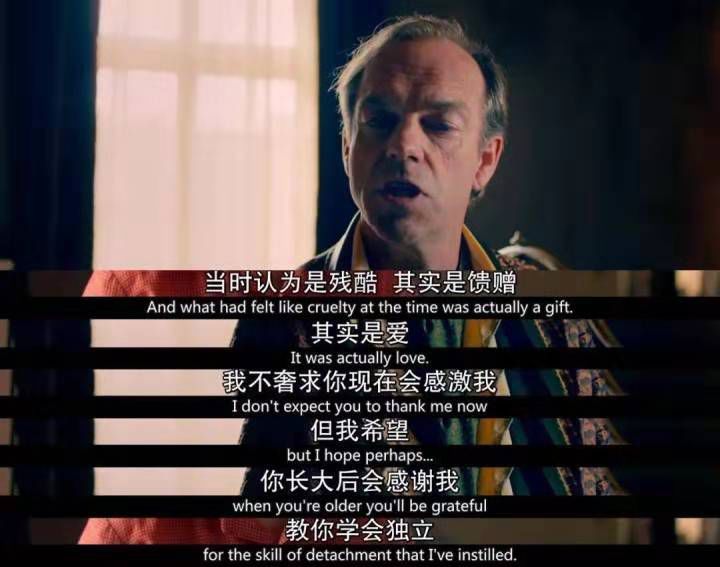 当时认为是残酷 其实是馈赠
And what had felt like cruelty at the time was actually a gift.
其实是爱
It was actually love.
我不奢求你现在会感激我
I don't expect you to thank me now
但我希望
but I hope perhaps...
你长大后会感谢我
when you're older you'll be grateful
教你学会独立
for the skill of detachment that I've instilled.